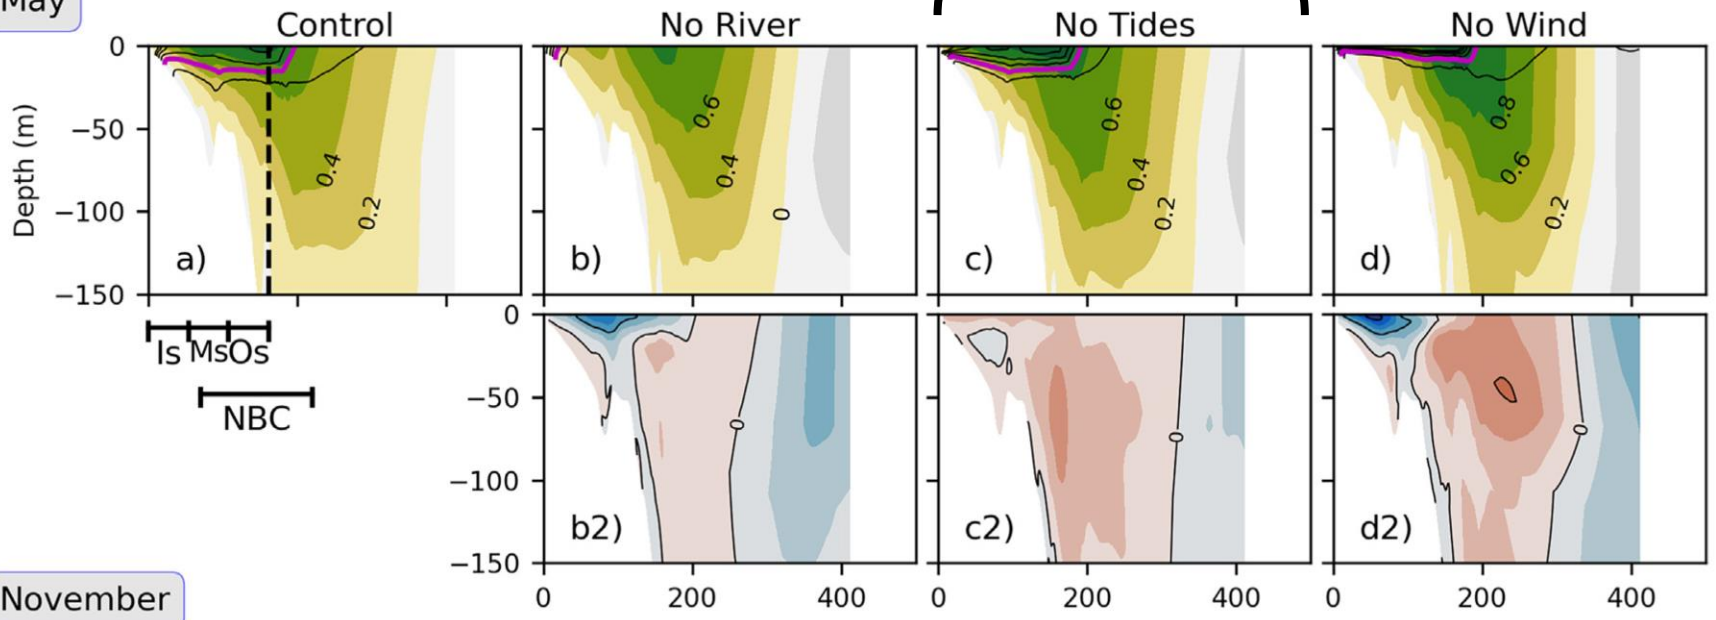 May
Control No River No Tides No Wind
0
−50
−100
−150
Depth (m)
a) 0.4 0.2
b) 0.6 0.4 0
c) 0.6 0.4 0.2
d) 0.8 0.6 0.2
Is Ms Os
NBC
0
−50
−100
−150
b2) 0
c2) 0
d2) 0
0 200 400 0 200 400 0 200 400
November